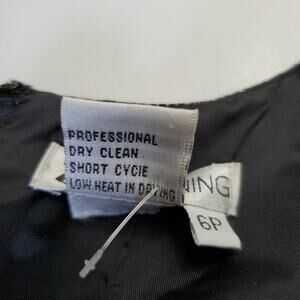 PROFESSIONAL
DRY CLEAN
SHORT CYCLE
LOW HEAT IN DRYING
6P